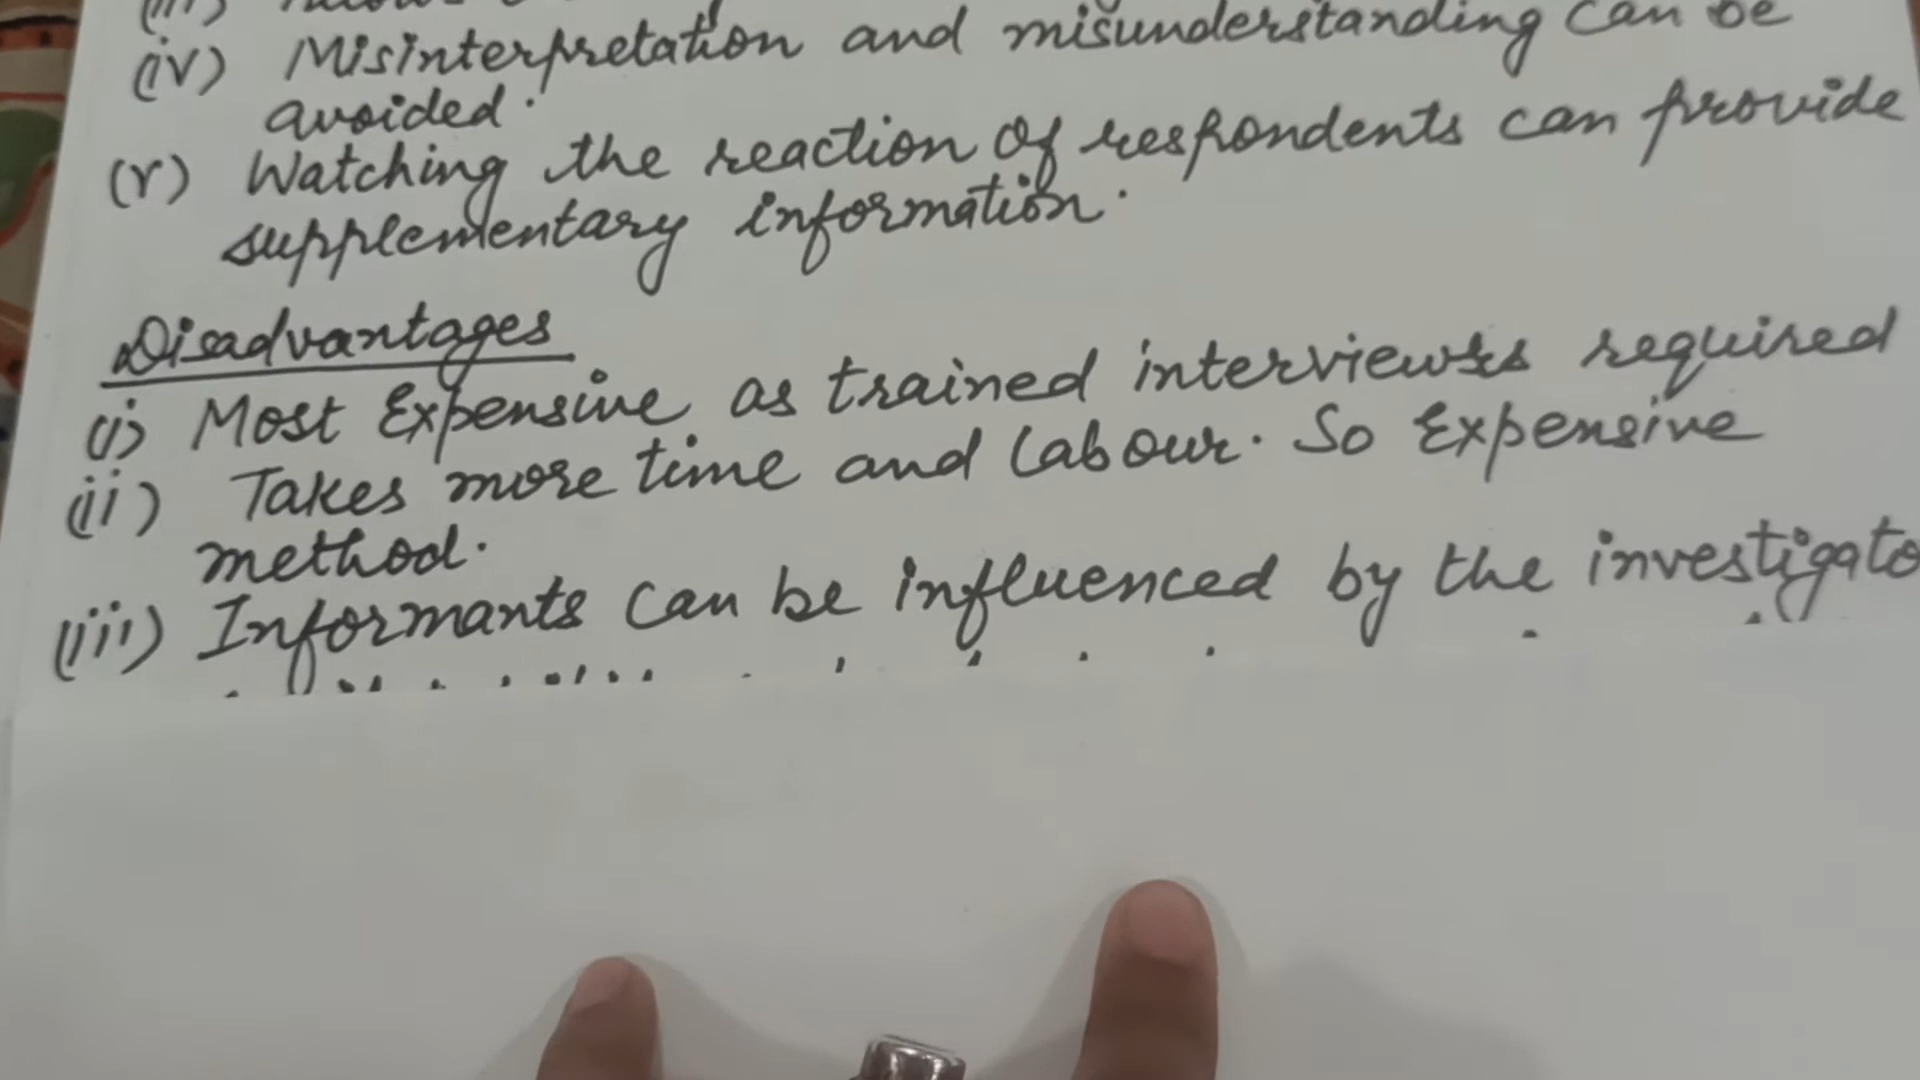 (iv) Misinterpretation and misunderstanding can be
avoided.
(v) Watching the reaction of respondents can provide
supplementary information.
Disadvantages
(i) Most Expensive as trained interviewers required
(ii) Takes more time and labour. So Expensive
method.
(iii) Informants can be influenced by the investigato